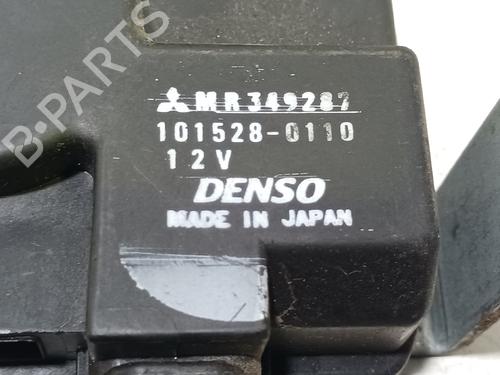 MR349287
101528-0110
12V
DENSO
MADE IN JAPAN
B-PARTS